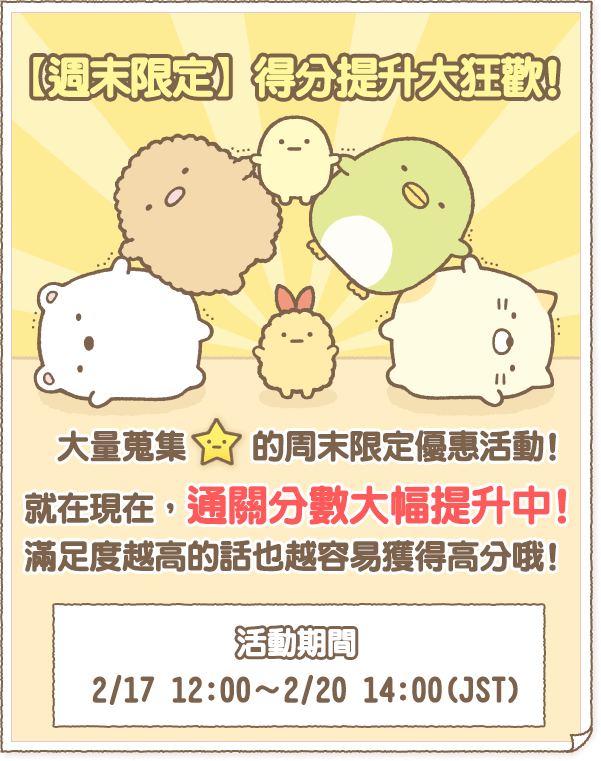 【週末限定】得分提升大狂歡!
大量蒐集 的周末限定優惠活動!
就在現在，通關分數大幅提升中!
滿足度越高的話也越容易獲得高分哦!
活動期間
2/17 12:00～2/20 14:00(JST)